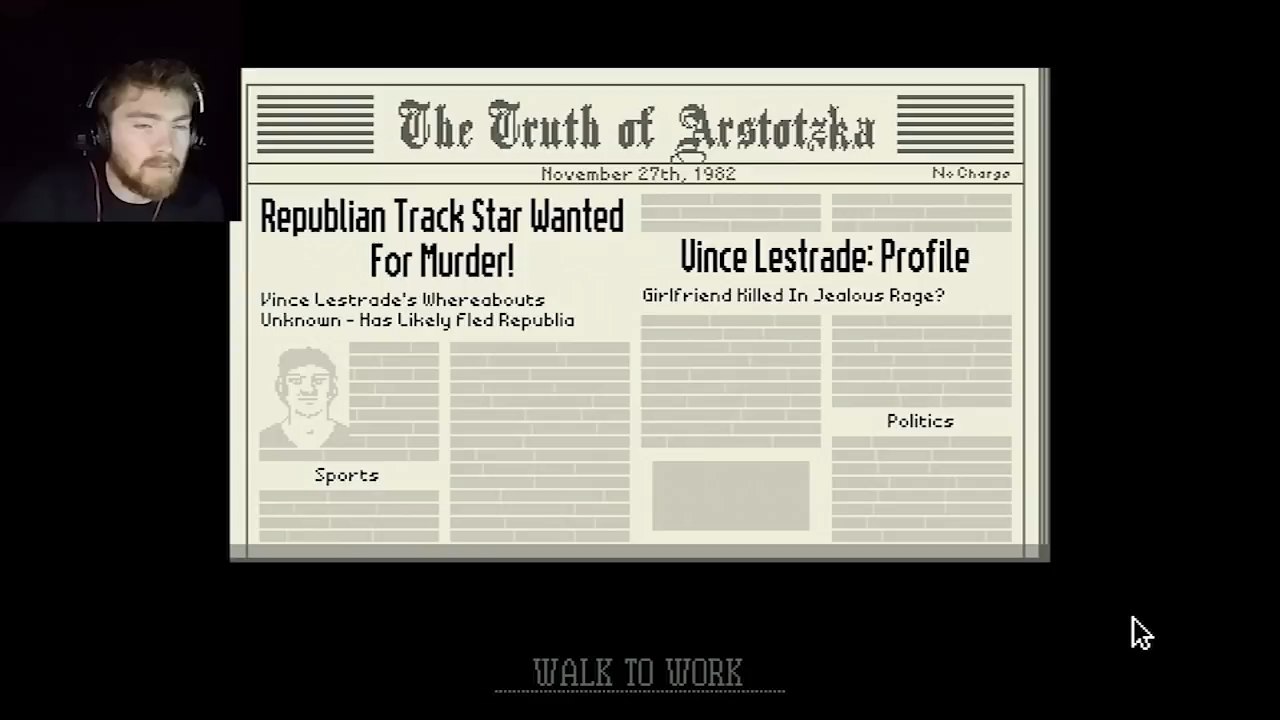 The Truth of Arstotzka
November 27th, 1982
No Charge
Republian Track Star Wanted
For Murder!
Vince Lestrade's Whereabouts
Unknown - Has Likely Fled Republia
Sports
Vince Lestrade: Profile
Girlfriend Killed In Jealous Rage?
Politics
WALK TO WORK